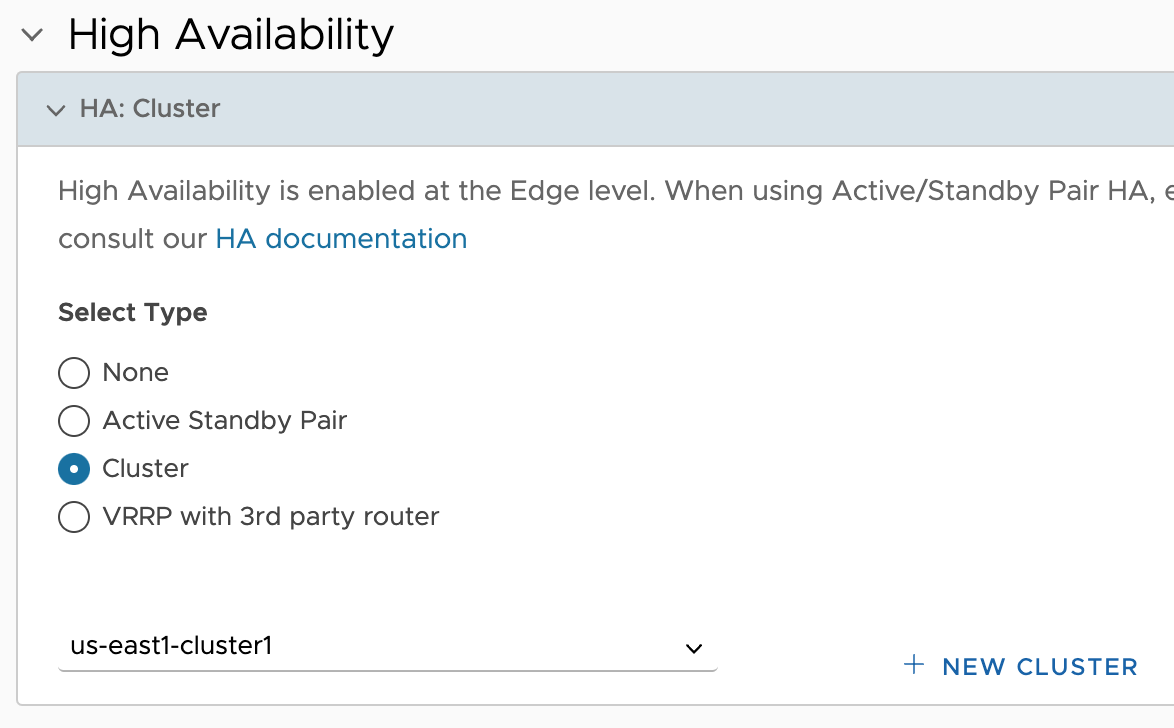 High Availability
HA: Cluster
High Availability is enabled at the Edge level. When using Active/Standby Pair HA,
consult our HA documentation
Select Type
None
Active Standby Pair
Cluster
VRRP with 3rd party router
us-east1-cluster1
+ NEW CLUSTER